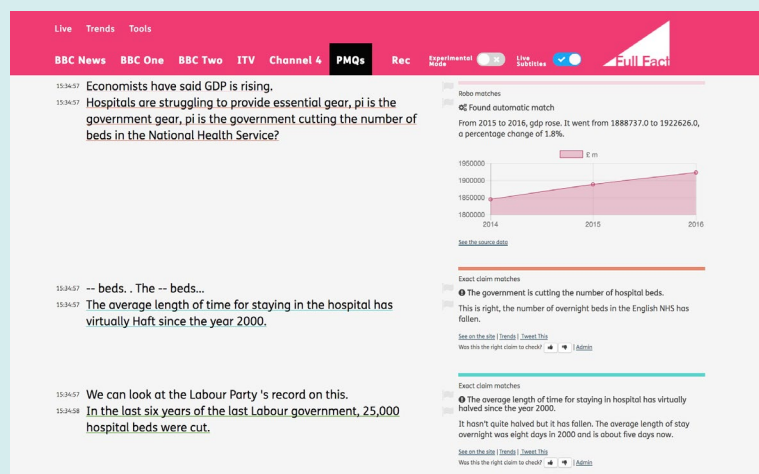 Live Trends Tools
BBC News BBC One BBC Two ITV Channel 4 PMQs Rec Experimental Mode Live Subtitles Full Fact
15:34:57 Economists have said GDP is rising.
15:34:57 Hospitals are struggling to provide essential gear, pi is the
government gear, pi is the government cutting the number of
beds in the National Health Service?
Robo matches
Found automatic match
From 2015 to 2016, gdp rose. It went from 1888737.0 to 1922626.0,
a percentage change of 1.8%.
£ m
1950000
1900000
1850000
1800000
2014 2015 2016
See the source data
15:34:57 -- beds. . The -- beds...
15:34:57 The average length of time for staying in the hospital has
virtually Haft since the year 2000.
Exact claim matches
The government is cutting the number of hospital beds.
This is right, the number of overnight beds in the English NHS has
fallen.
See on the site | Trends | Tweet This
Was this the right claim to check? | Admin
15:34:57 We can look at the Labour Party 's record on this.
15:34:58 In the last six years of the last Labour government, 25,000
hospital beds were cut.
Exact claim matches
The average length of time for staying in hospital has virtually
halved since the year 2000.
It hasn't quite halved but it has fallen. The average length of stay
overnight was eight days in 2000 and is about five days now.
See on the site | Trends | Tweet This
Was this the right claim to check? | Admin